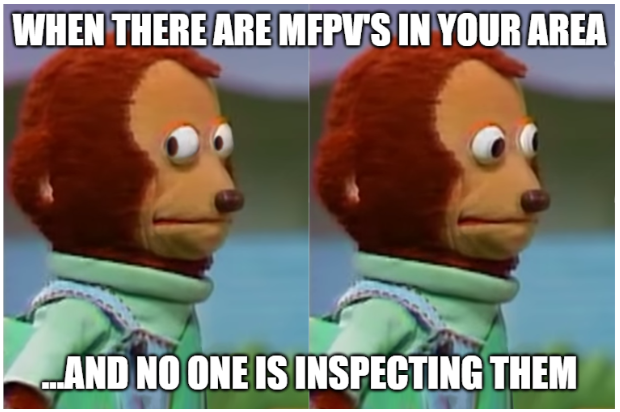 WHEN THERE ARE MFPV'S IN YOUR AREA
...AND NO ONE IS INSPECTING THEM